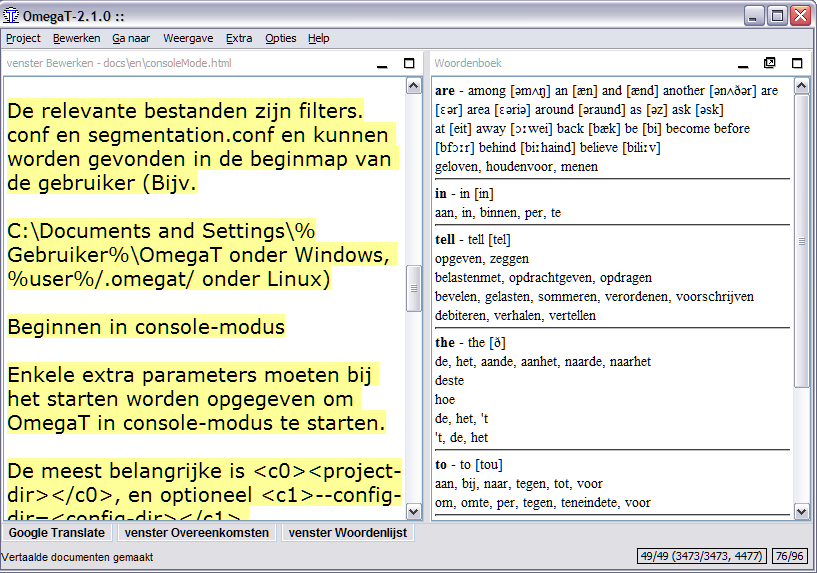 OmegaT-2.1.0 ::
Project Bewerken Ga naar Weergave Extra Opties Help
venster Bewerken - docs\en\consoleMode.html
De relevante bestanden zijn filters.
conf en segmentation.conf en kunnen
worden gevonden in de beginmap van
de gebruiker (Bijv.
C:\Documents and Settings\%
Gebruiker%\OmegaT onder Windows,
%user%/.omegat/ onder Linux)
Beginnen in console-modus
Enkele extra parameters moeten bij
het starten worden opgegeven om
OmegaT in console-modus te starten.
De meest belangrijke is <c0><project-
dir></c0>, en optioneel <c1>--config-
dir=<config-dir></c1>
Woordenboek
are - among [əmʌŋ] an [æn] and [ænd] another [ənʌðər] are
[ɛər] area [ɛəriə] around [əraund] as [əz] ask [əsk]
at [eit] away [ɔːwei] back [bæk] be [bi] become before
[bfɔːr] behind [biːhaind] believe [biliːv]
geloven, houdenvoor, menen
in - in [in]
aan, in, binnen, per, te
tell - tell [tel]
opgeven, zeggen
belastenmet, opdrachtgeven, opdragen
bevelen, gelasten, sommeren, verordenen, voorschrijven
debiteren, verhalen, vertellen
the - the [ð]
de, het, aande, aanhet, naarde, naarhet
deste
hoe
de, het, 't
't, de, het
to - to [tou]
aan, bij, naar, tegen, tot, voor
om, omte, per, tegen, teneindete, voor
Google Translate venster Overeenkomsten venster Woordenlijst
Vertaalde documenten gemaakt 49/49 (3473/3473, 4477) 76/96